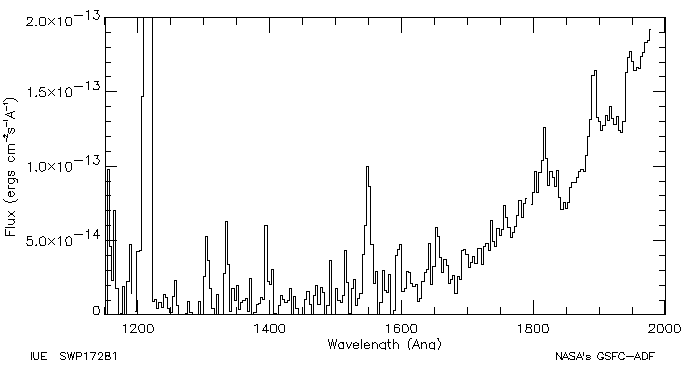 2.0×10⁻¹³
1.5×10⁻¹³
1.0×10⁻¹³
5.0×10⁻¹⁴
0
Flux (ergs cm⁻²s⁻¹A⁻¹)
1200 1400 1600 1800 2000
Wavelength (Ang)
IUE SWP17281 NASA's GSFC–ADF